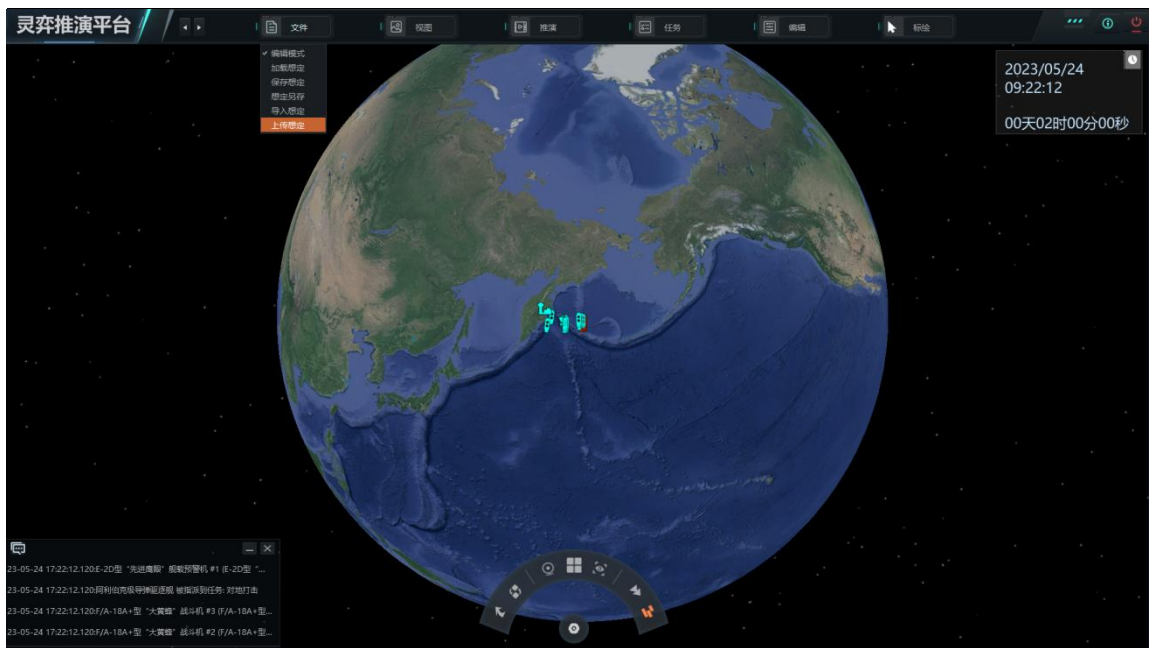 灵弈推演平台
文件
视图
推演
任务
编辑
标绘
编辑模式
加载想定
保存想定
想定另存
导入想定
上传想定
2023/05/24
09:22:12
00天02时00分00秒
23-05-24 17:22:12.120:E-2D型 “先进鹰眼” 舰载预警机 #1 (E-2D型 “...
23-05-24 17:22:12.120:阿利伯克级导弹驱逐舰 被指派到任务: 对地打击
23-05-24 17:22:12.120:F/A-18A+型 “大黄蜂” 战斗机 #3 (F/A-18A+型...
23-05-24 17:22:12.120:F/A-18A+型 “大黄蜂” 战斗机 #2 (F/A-18A+型...